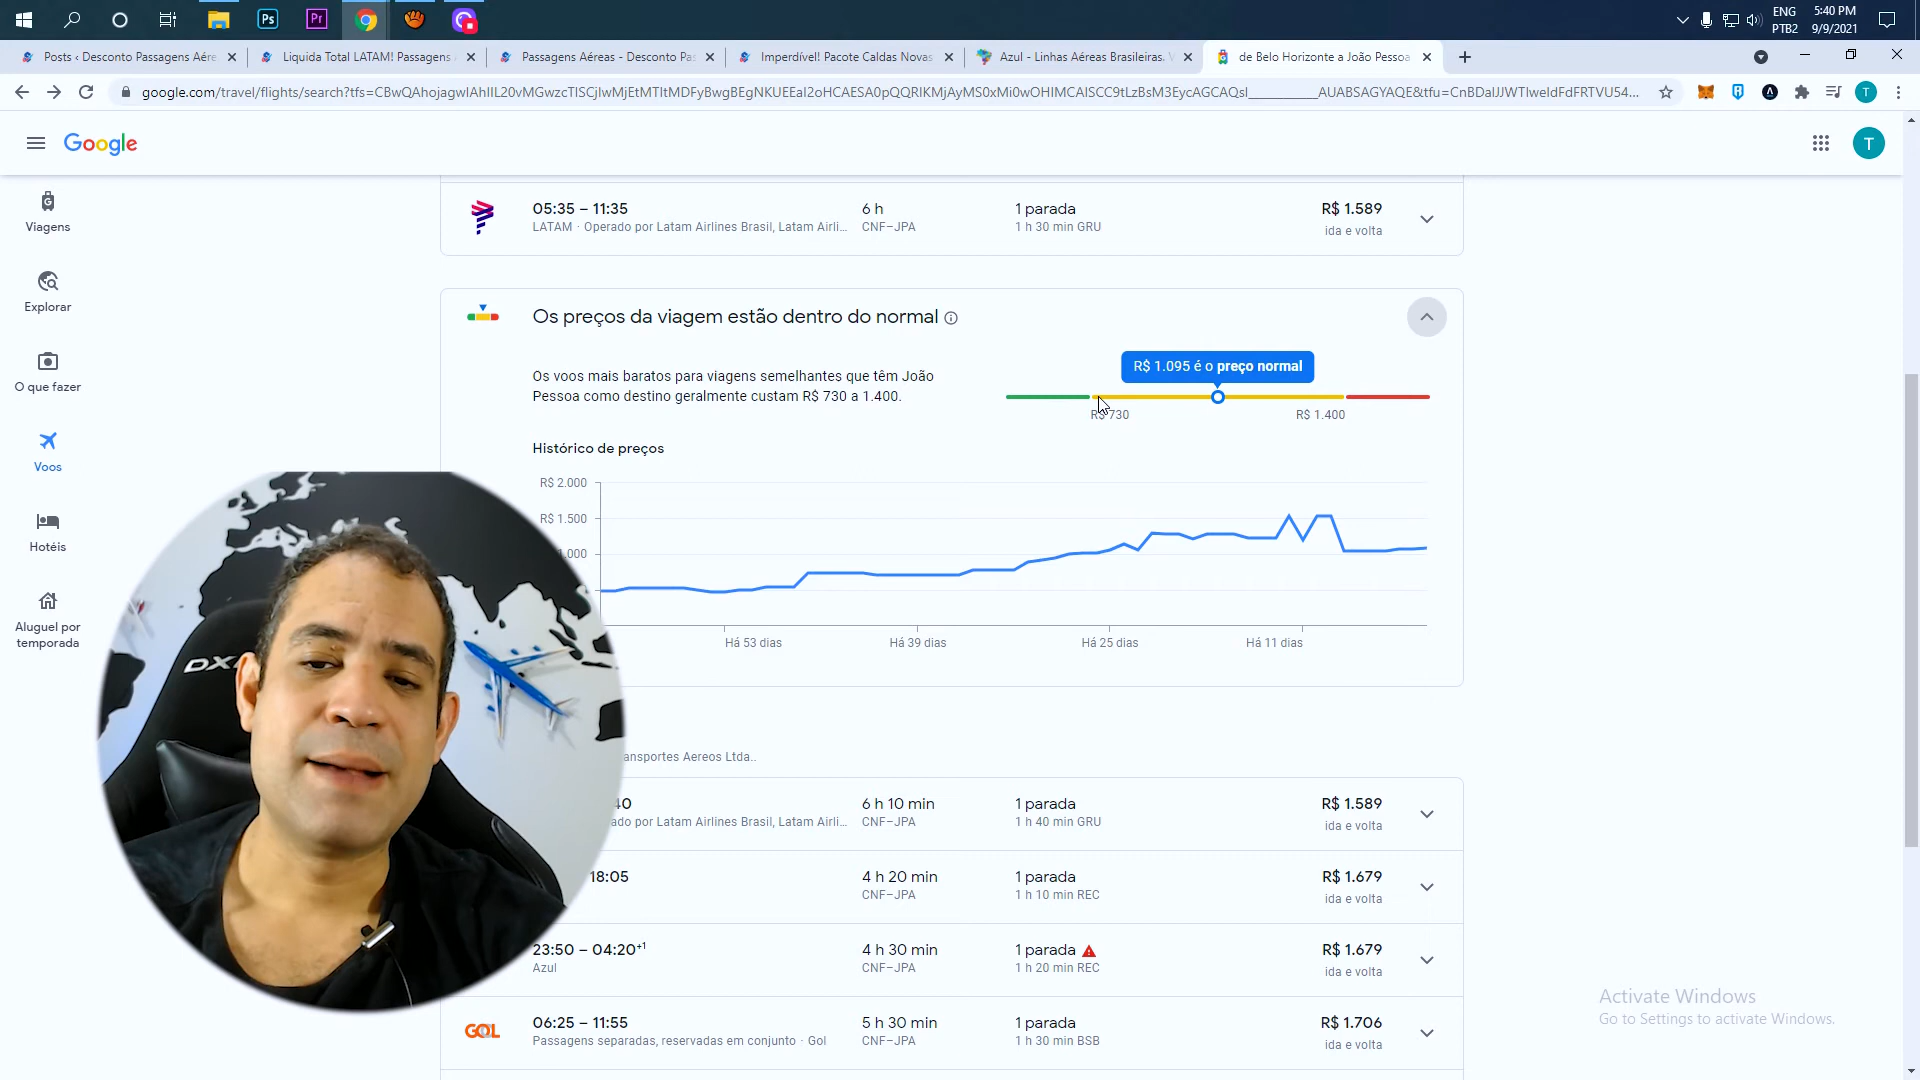 ENG
PTB2
5:40 PM
9/9/2021
Ps
Pr
Posts ‹ Desconto Passagens Aére
Liquida Total LATAM! Passagens
Passagens Aéreas - Desconto Pas
Imperdível! Pacote Caldas Novas
Azul - Linhas Aéreas Brasileiras.
de Belo Horizonte a João Pessoa
Google
T
Viagens
Explorar
O que fazer
Voos
Hotéis
Aluguel por
temporada
05:35 – 11:35
6 h
1 parada
R$ 1.589
LATAM · Operado por Latam Airlines Brasil, Latam Airli...
CNF–JPA
1 h 30 min GRU
ida e volta
Os preços da viagem estão dentro do normal
Os voos mais baratos para viagens semelhantes que têm João
Pessoa como destino geralmente custam R$ 730 a 1.400.
R$ 1.095 é o preço normal
R$ 730
R$ 1.400
Histórico de preços
R$ 2.000
R$ 1.500
.000
Há 53 dias
Há 39 dias
Há 25 dias
Há 11 dias
DX
ansportes Aereos Ltda..
40
6 h 10 min
1 parada
R$ 1.589
ado por Latam Airlines Brasil, Latam Airli...
CNF–JPA
1 h 40 min GRU
ida e volta
18:05
4 h 20 min
1 parada
R$ 1.679
CNF–JPA
1 h 10 min REC
ida e volta
23:50 – 04:20+1
4 h 30 min
1 parada
R$ 1.679
Azul
CNF–JPA
1 h 20 min REC
ida e volta
GOL
06:25 – 11:55
5 h 30 min
1 parada
R$ 1.706
Passagens separadas, reservadas em conjunto · Gol
CNF–JPA
1 h 30 min BSB
ida e volta
Activate Windows
Go to Settings to activate Windows.